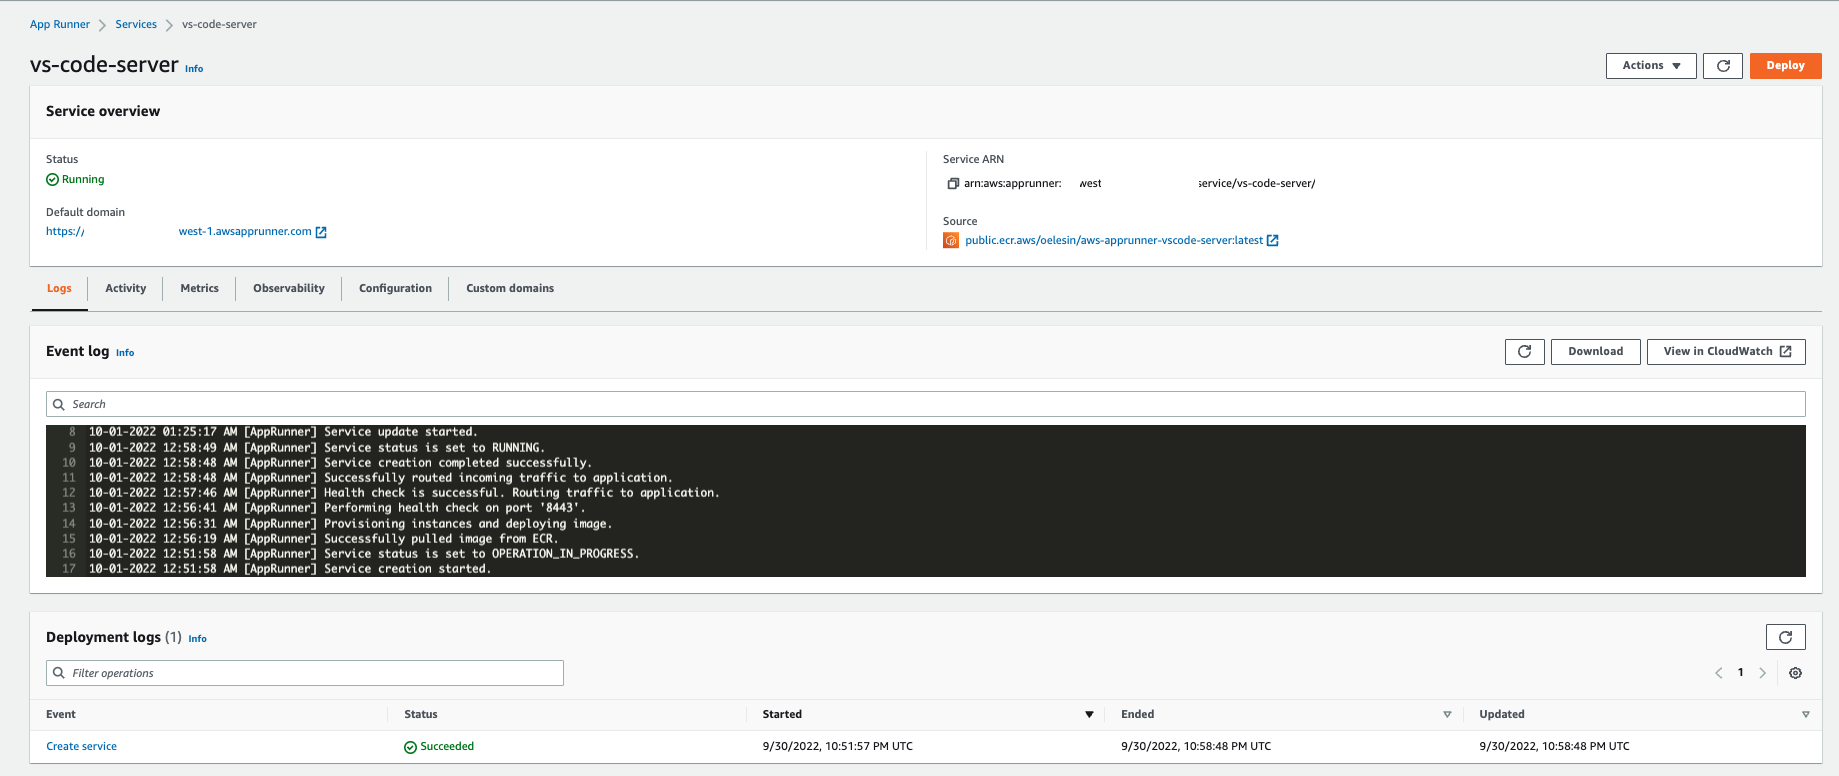 App Runner > Services > vs-code-server
vs-code-server Info
Actions
Deploy
Service overview
Status
Running
Default domain
https:// west-1.awsapprunner.com
Service ARN
arn:aws:apprunner: west service/vs-code-server/
Source
public.ecr.aws/oelesin/aws-apprunner-vscode-server:latest
Logs Activity Metrics Observability Configuration Custom domains
Event log Info
Download
View in CloudWatch
Search
8 10-01-2022 01:25:17 AM [AppRunner] Service update started.
9 10-01-2022 12:58:49 AM [AppRunner] Service status is set to RUNNING.
10 10-01-2022 12:58:48 AM [AppRunner] Service creation completed successfully.
11 10-01-2022 12:58:48 AM [AppRunner] Successfully routed incoming traffic to application.
12 10-01-2022 12:57:46 AM [AppRunner] Health check is successful. Routing traffic to application.
13 10-01-2022 12:56:41 AM [AppRunner] Performing health check on port '8443'.
14 10-01-2022 12:56:31 AM [AppRunner] Provisioning instances and deploying image.
15 10-01-2022 12:56:19 AM [AppRunner] Successfully pulled image from ECR.
16 10-01-2022 12:51:58 AM [AppRunner] Service status is set to OPERATION_IN_PROGRESS.
17 10-01-2022 12:51:58 AM [AppRunner] Service creation started.
Deployment logs (1) Info
Filter operations
1
Event Status Started Ended Updated
Create service Succeeded 9/30/2022, 10:51:57 PM UTC 9/30/2022, 10:58:48 PM UTC 9/30/2022, 10:58:48 PM UTC